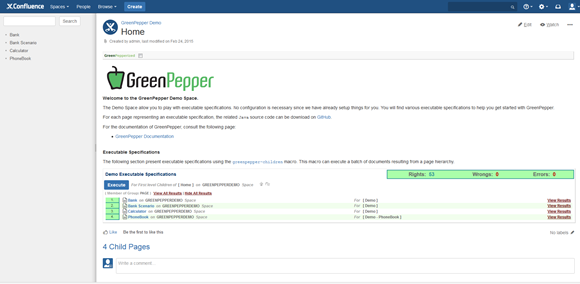 Confluence Spaces People Browse Create
Search
Bank
Bank Scenario
Calculator
PhoneBook
GreenPepper Demo
Home
Edit Space
Created by admin, last modified on Feb 24, 2015
GreenPepperized
GreenPepper
Welcome to the GreenPepper Demo Space.
The Demo Space allow you to play with executable specifications. No configuration is necessary since we have already setup things for you. You will find various executable specifications to help you get started with GreenPepper.
For each page representing an executable specification, the related Java source code can be download on GitHub.
For the documentation of GreenPepper, consult the following page:
GreenPepper Documentation
Executable Specifications
The following section present executable specifications using the greenpepper-children macro. This macro can execute a batch of documents resulting from a page hierarchy.
Demo Executable Specifications
Rights: 53 Wrongs: 0 Errors: 0
Execute For First-level Children of [ Home ] on GREENPEPPERDEMO Space
[ Members of Group PAGE ] View All Results | Hide All Results
1 Bank on GREENPEPPERDEMO Space For [ Demo ] View Results
2 Bank Scenario on GREENPEPPERDEMO Space For [ Demo ] View Results
3 Calculator on GREENPEPPERDEMO Space For [ Demo ] View Results
4 PhoneBook on GREENPEPPERDEMO Space For [ Demo - PhoneBook ] View Results
Like Be the first to like this
No labels
4 Child Pages
Write a comment...